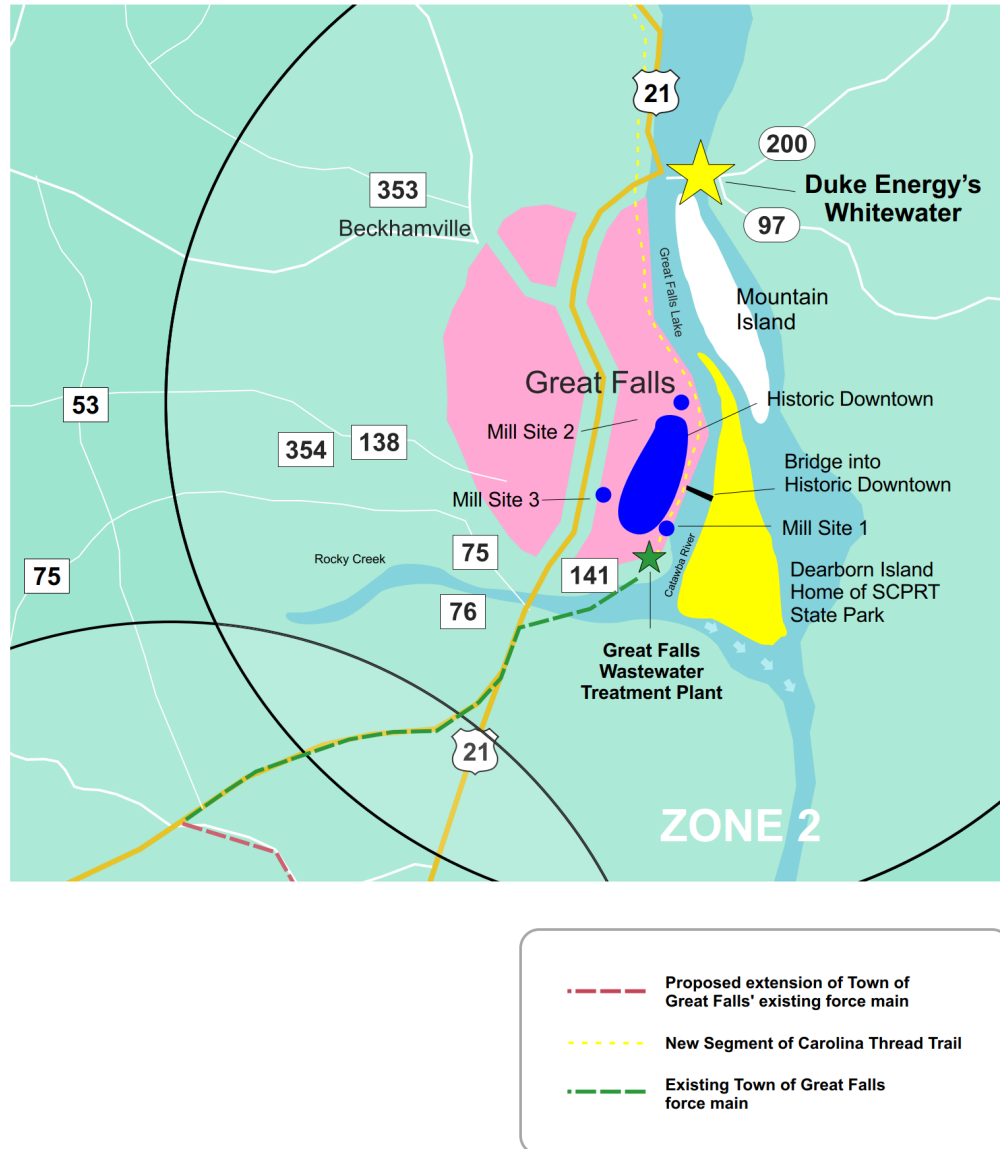 21
200
353
Duke Energy's
Whitewater
Beckhamville
97
Great Falls Lake
Mountain
Island
Great Falls
53
Historic Downtown
Mill Site 2
354
138
Bridge into
Historic Downtown
Mill Site 3
Mill Site 1
Rocky Creek
75
75
141
Catawba River
Dearborn Island
Home of SCPRT
State Park
76
Great Falls
Wastewater
Treatment Plant
21
ZONE 2
Proposed extension of Town of
Great Falls' existing force main
New Segment of Carolina Thread Trail
Existing Town of Great Falls
force main